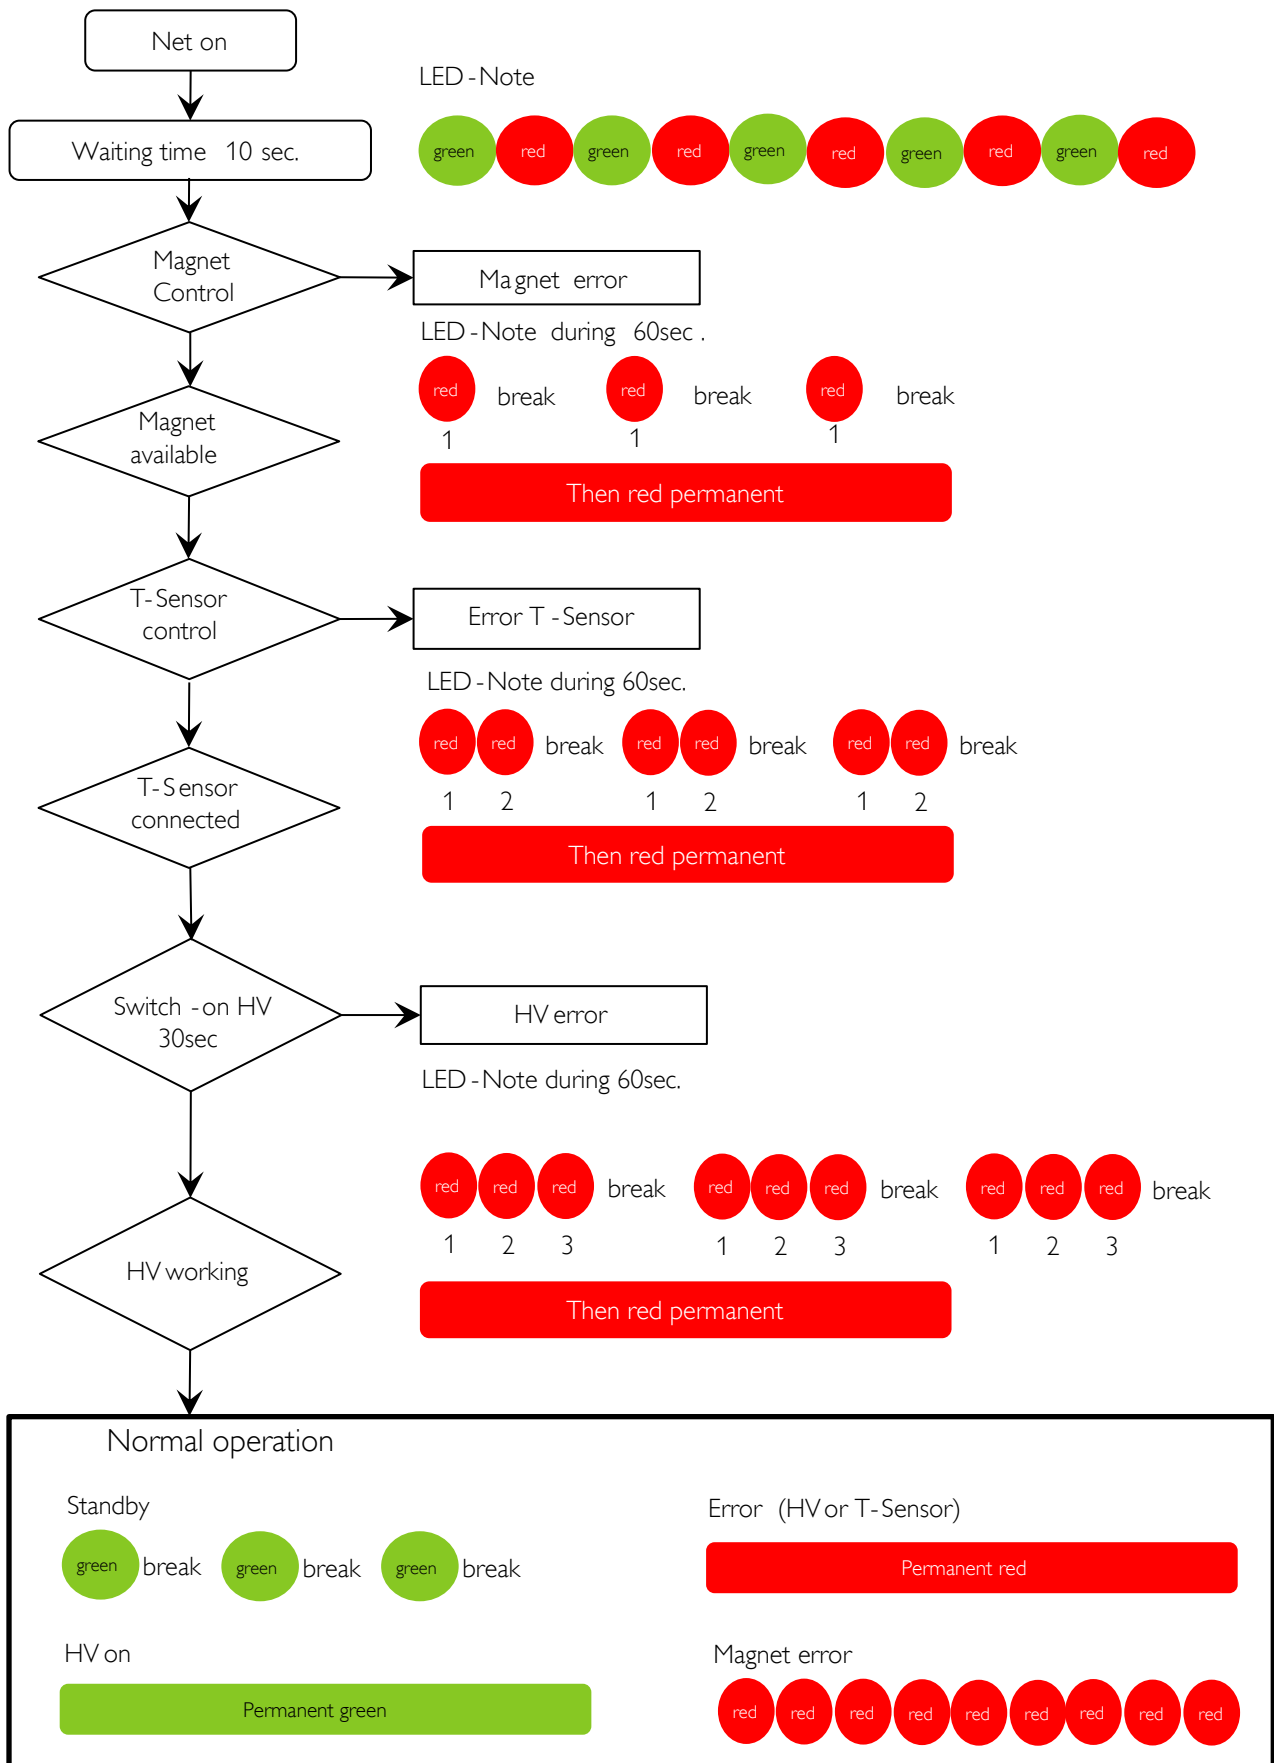 Net on
LED-Note
Waiting time 10 sec.
green red green red green red green red green red
Magnet
Control
Magnet error
LED-Note during 60sec .
red break red break red break
1 1 1
Magnet
available
Then red permanent
T-Sensor
control
Error T-Sensor
LED-Note during 60sec.
red red break red red break red red break
1 2 1 2 1 2
T-Sensor
connected
Then red permanent
Switch-on HV
30sec
HV error
LED-Note during 60sec.
red red red break red red red break red red red break
1 2 3 1 2 3 1 2 3
HV working
Then red permanent
Normal operation
Standby
green break green break green break
Error (HV or T-Sensor)
Permanent red
HV on
Permanent green
Magnet error
red red red red red red red red red